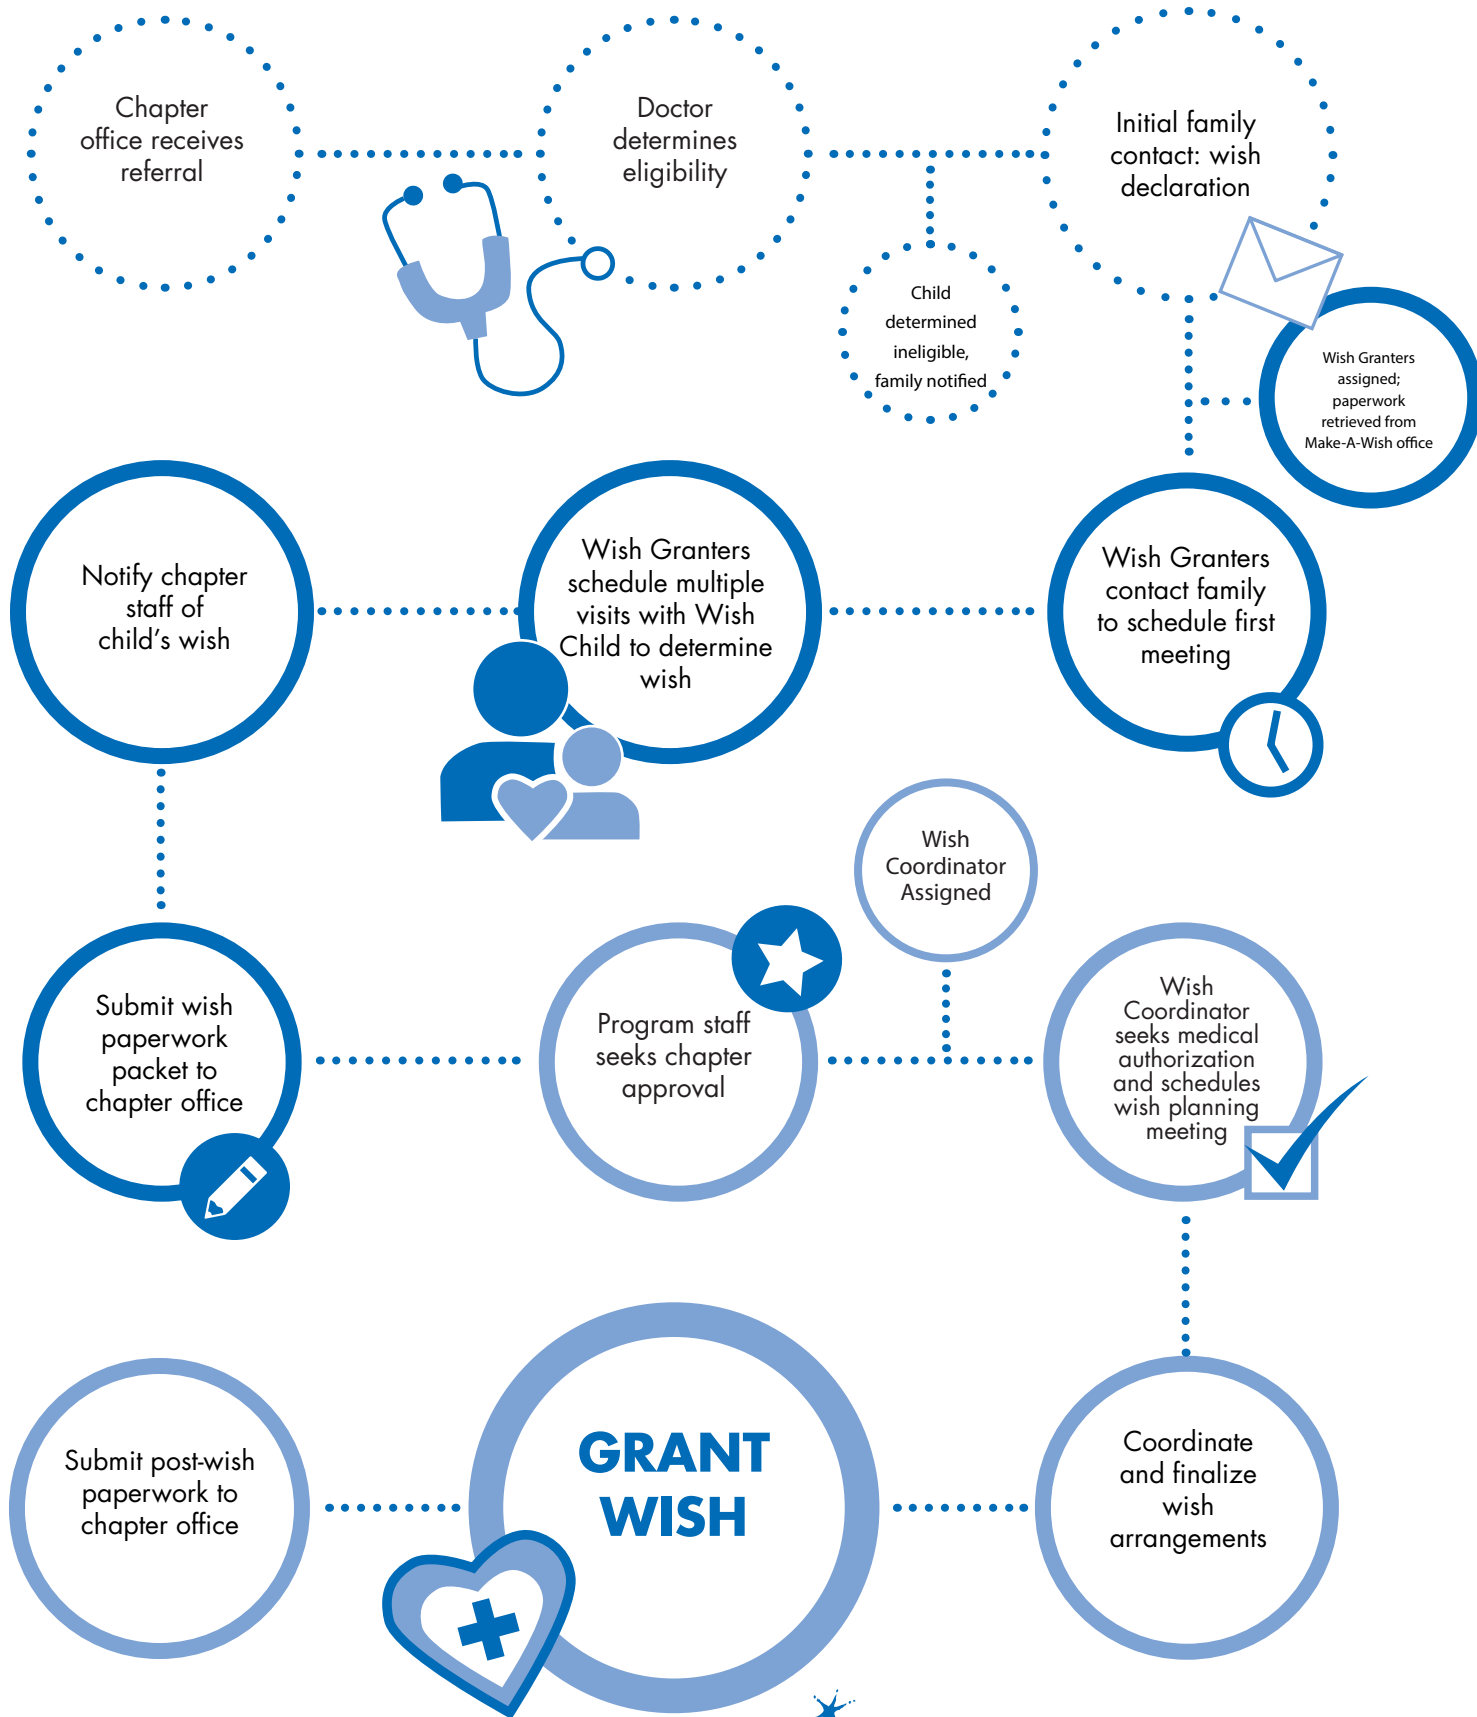 Chapter
office receives
referral
Doctor
determines
eligibility
Initial family
contact: wish
declaration
Child
determined
ineligible,
family notified
Wish Granters
assigned;
paperwork
retrieved from
Make-A-Wish office
Wish Granters
contact family
to schedule first
meeting
Wish Granters
schedule multiple
visits with Wish
Child to determine
wish
Notify chapter
staff of
child's wish
Submit wish
paperwork
packet to
chapter office
Program staff
seeks chapter
approval
Wish
Coordinator
Assigned
Wish
Coordinator
seeks medical
authorization
and schedules
wish planning
meeting
Coordinate
and finalize
wish
arrangements
GRANT
WISH
Submit post-wish
paperwork to
chapter office